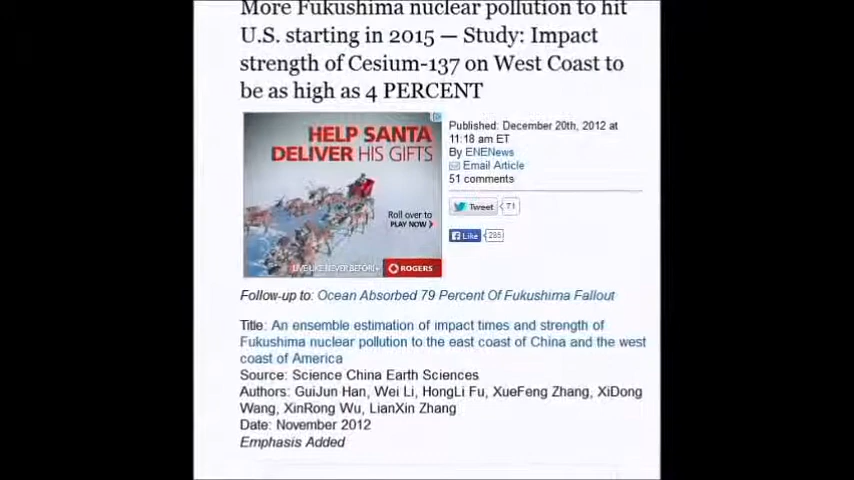 More Fukushima nuclear pollution to hit
U.S. starting in 2015 — Study: Impact
strength of Cesium-137 on West Coast to
be as high as 4 PERCENT
HELP SANTA
DELIVER HIS GIFTS
Roll over to
PLAY NOW
LIVE LIKE NEVER BEFORE
ROGERS
Published: December 20th, 2012 at
11:18 am ET
By ENENews
Email Article
51 comments
Tweet 71
Like 285
Follow-up to: Ocean Absorbed 79 Percent Of Fukushima Fallout
Title: An ensemble estimation of impact times and strength of
Fukushima nuclear pollution to the east coast of China and the west
coast of America
Source: Science China Earth Sciences
Authors: GuiJun Han, Wei Li, HongLi Fu, XueFeng Zhang, XiDong
Wang, XinRong Wu, LianXin Zhang
Date: November 2012
Emphasis Added